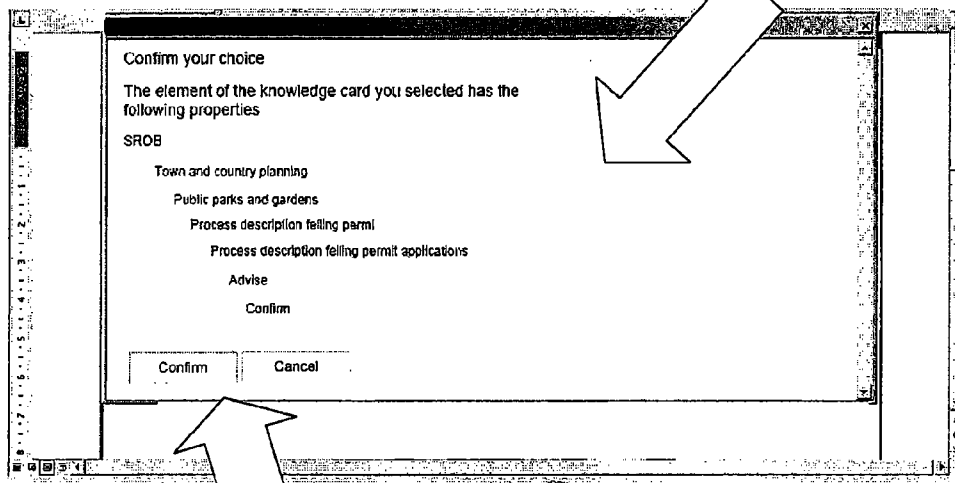 Confirm your choice
The element of the knowledge card you selected has the
following properties
SROB
Town and country planning
Public parks and gardens
Process description felling permi
Process description felling permit applications
Advise
Confirm
Confirm Cancel